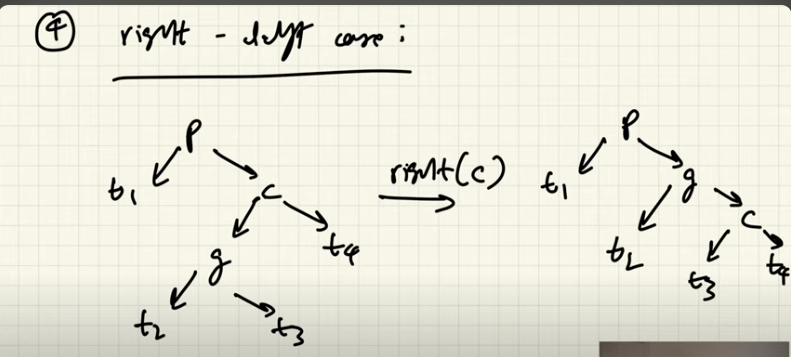 ④ right - left case :
P
t₁
c
g
t₄
t₂
t₃
right(c)
P
t₁
g
t₂
c
t₃
t₄